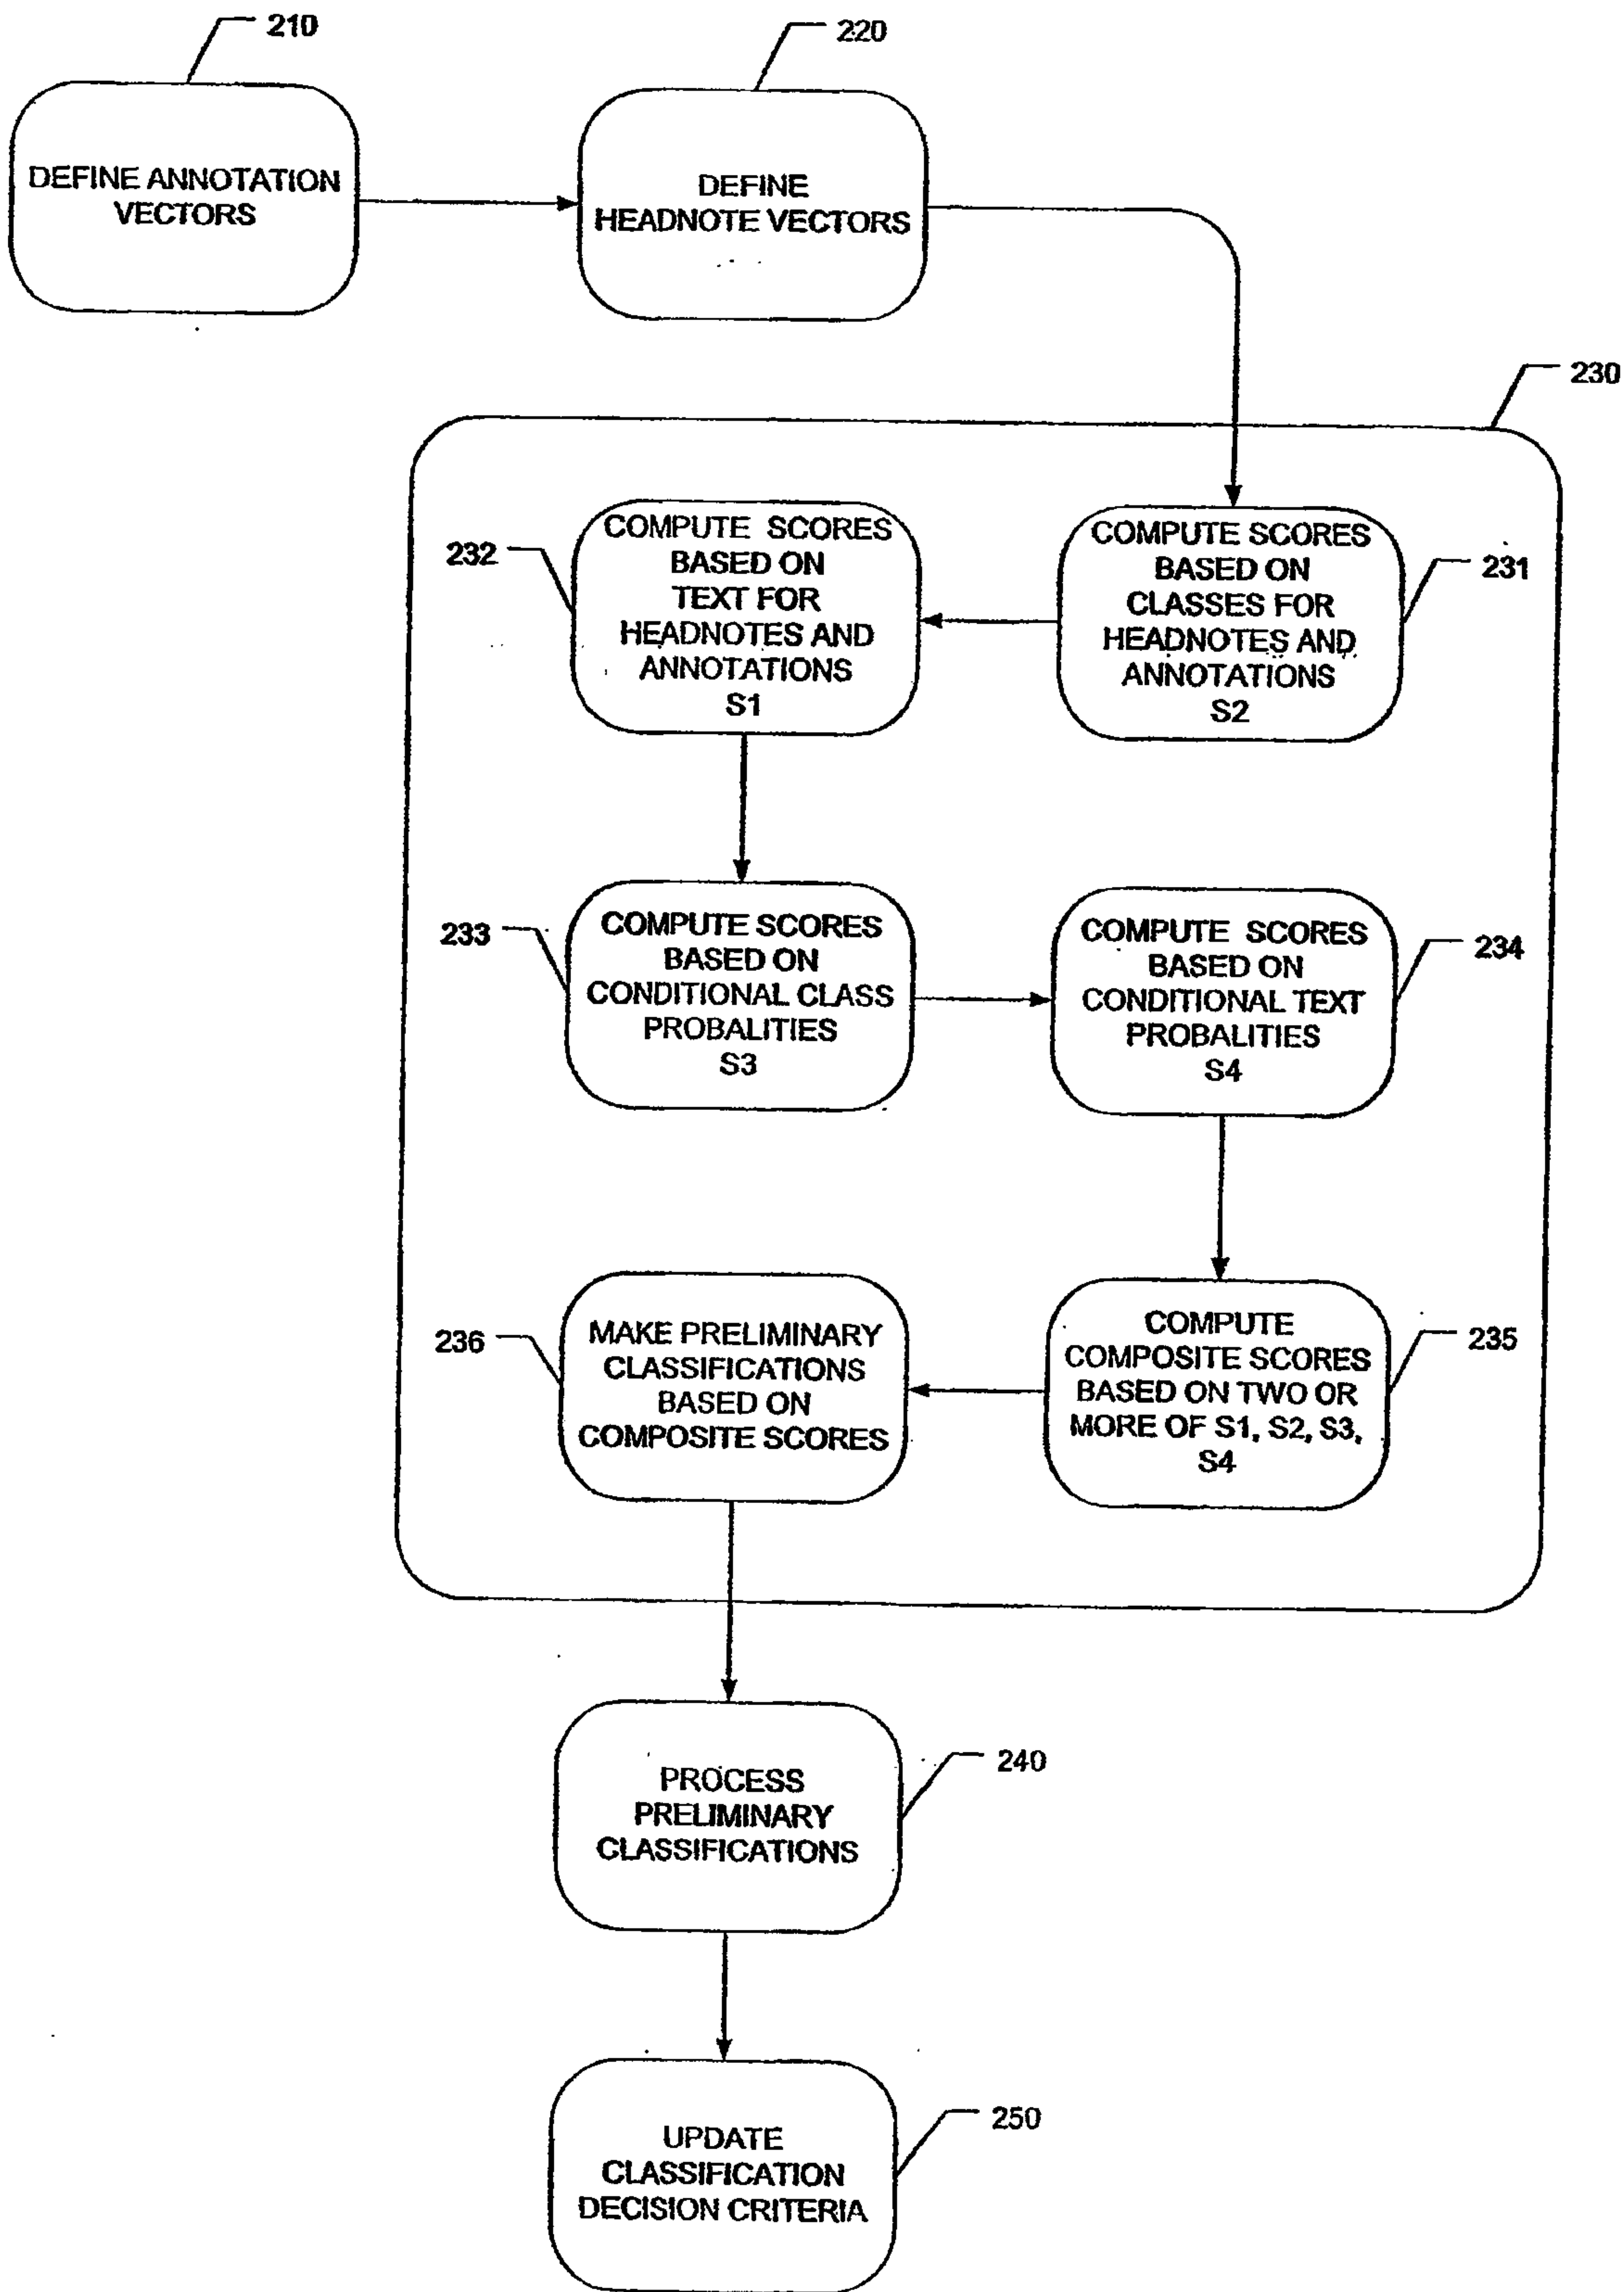 210
DEFINE ANNOTATION
VECTORS
220
DEFINE
HEADNOTE VECTORS
230
231
COMPUTE SCORES
BASED ON
CLASSES FOR
HEADNOTES AND
ANNOTATIONS
S2
232
COMPUTE SCORES
BASED ON
TEXT FOR
HEADNOTES AND
ANNOTATIONS
S1
233
COMPUTE SCORES
BASED ON
CONDITIONAL CLASS
PROBALITIES
S3
234
COMPUTE SCORES
BASED ON
CONDITIONAL TEXT
PROBALITIES
S4
235
COMPUTE
COMPOSITE SCORES
BASED ON TWO OR
MORE OF S1, S2, S3,
S4
236
MAKE PRELIMINARY
CLASSIFICATIONS
BASED ON
COMPOSITE SCORES
240
PROCESS
PRELIMINARY
CLASSIFICATIONS
250
UPDATE
CLASSIFICATION
DECISION CRITERIA